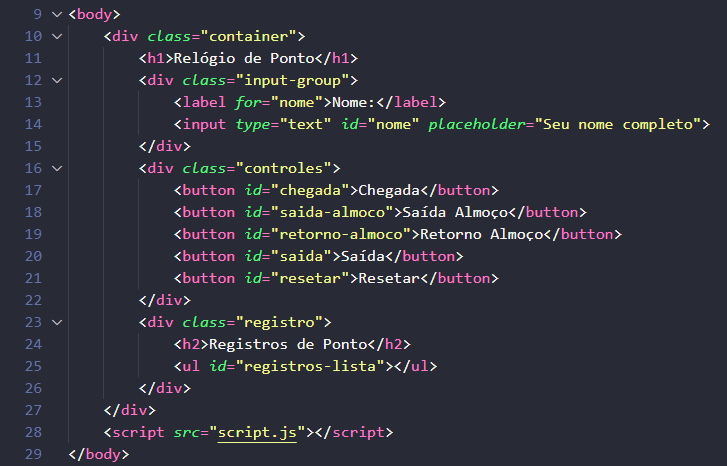 9 <body>
10 <div class="container">
11 <h1>Relógio de Ponto</h1>
12 <div class="input-group">
13 <label for="nome">Nome:</label>
14 <input type="text" id="nome" placeholder="Seu nome completo">
15 </div>
16 <div class="controles">
17 <button id="chegada">Chegada</button>
18 <button id="saida-almoco">Saída Almoço</button>
19 <button id="retorno-almoco">Retorno Almoço</button>
20 <button id="saida">Saída</button>
21 <button id="resetar">Resetar</button>
22 </div>
23 <div class="registro">
24 <h2>Registros de Ponto</h2>
25 <ul id="registros-lista"></ul>
26 </div>
27 </div>
28 <script src="script.js"></script>
29 </body>